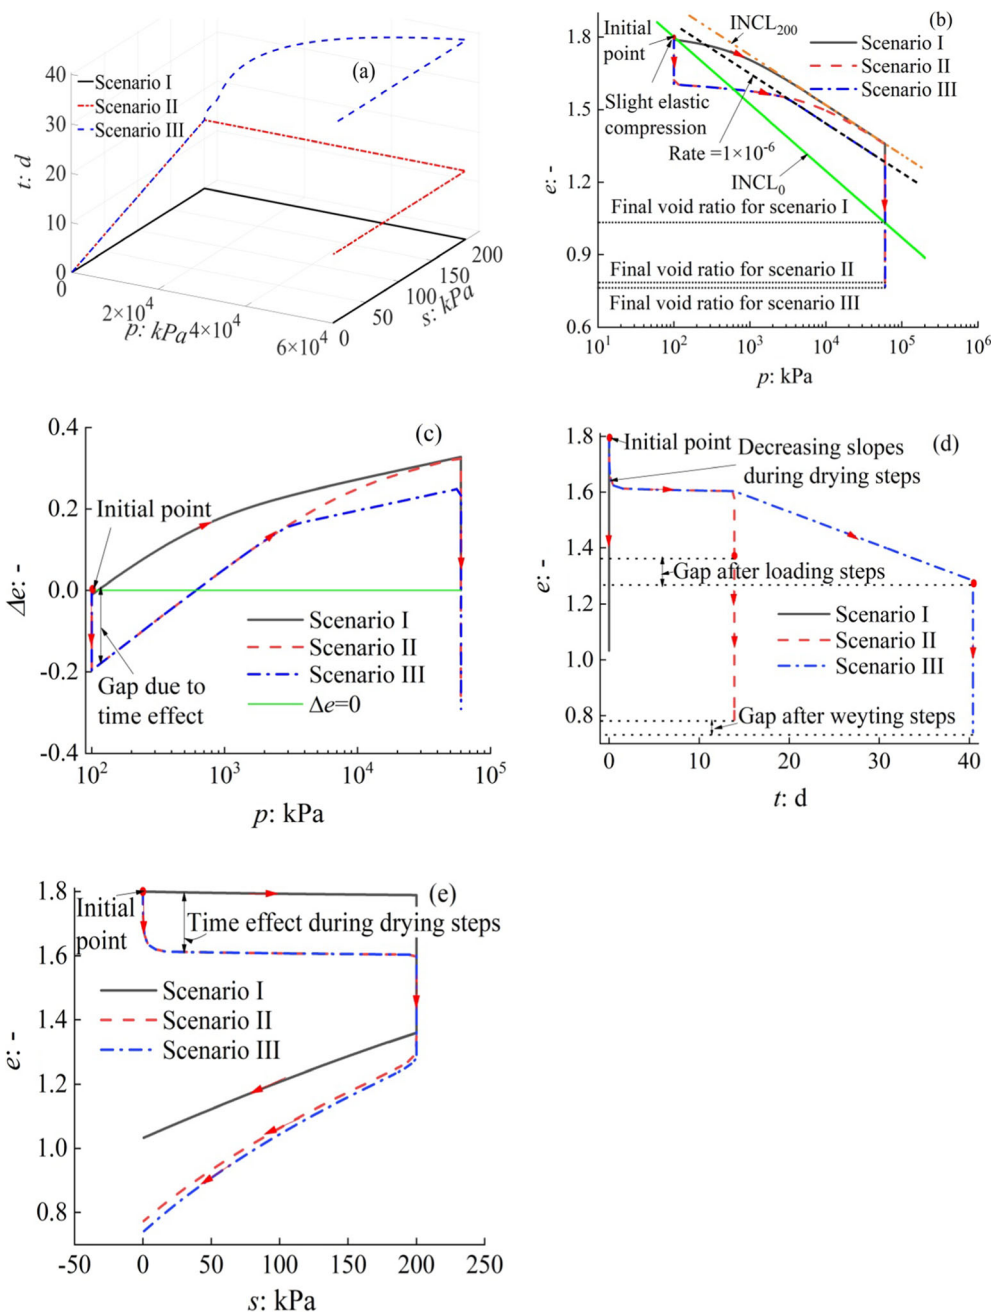 (a)
40
30
20
10
0
t: d
Scenario I
Scenario II
Scenario III
0
2×10⁴
4×10⁴
6×10⁴
p: kPa
0
50
100
150
200
s: kPa
(b)
1.8
1.5
1.2
0.9
0.6
e: -
Initial
point
INCL₂₀₀
Scenario I
Scenario II
Scenario III
Slight elastic
compression
Rate =1×10⁻⁶
INCL₀
Final void ratio for scenario I
Final void ratio for scenario II
Final void ratio for scenario III
10¹
10²
10³
10⁴
10⁵
10⁶
p: kPa
(c)
0.4
0.2
0.0
-0.2
-0.4
Δe: -
Initial point
Scenario I
Scenario II
Scenario III
Δe=0
Gap due to
time effect
10²
10³
10⁴
10⁵
p: kPa
(d)
1.8
1.6
1.4
1.2
1.0
0.8
e: -
Initial point
Decreasing slopes
during drying steps
Gap after loading steps
Scenario I
Scenario II
Scenario III
Gap after weyting steps
0
10
20
30
40
t: d
(e)
1.8
1.6
1.4
1.2
1.0
0.8
e: -
Initial
point
Time effect during drying steps
Scenario I
Scenario II
Scenario III
-50
0
50
100
150
200
250
s: kPa